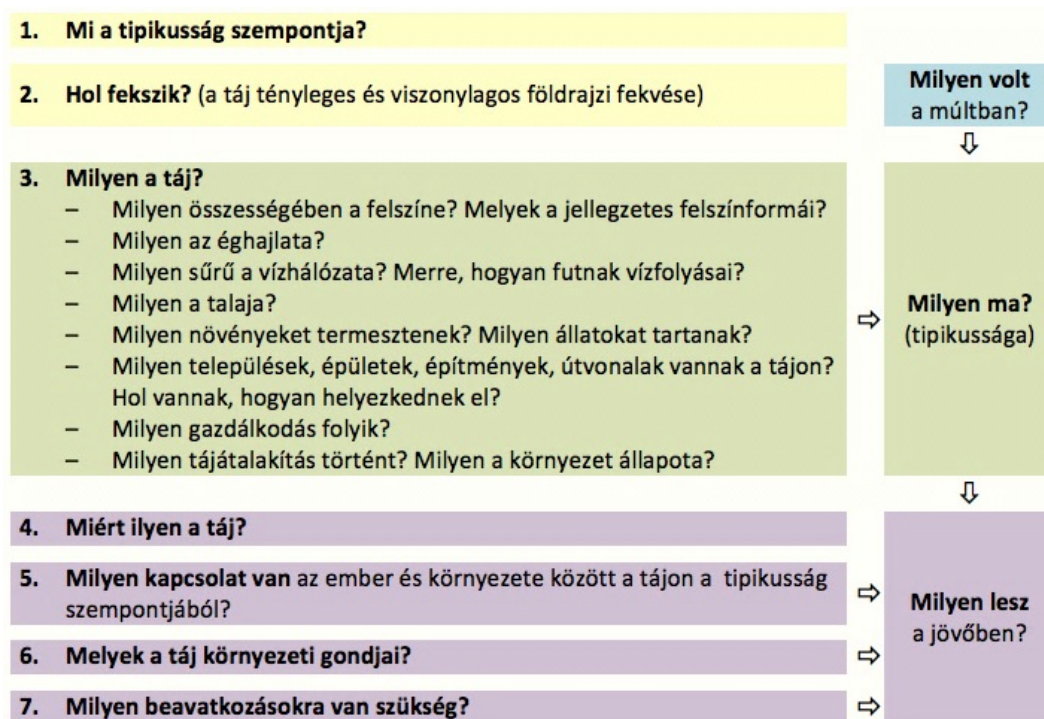 1. Mi a tipikusság szempontja?
2. Hol fekszik? (a táj tényleges és viszonylagos földrajzi fekvése)
Milyen volt
a múltban?
⇩
3. Milyen a táj?
– Milyen összességében a felszíne? Melyek a jellegzetes felszínformái?
– Milyen az éghajlata?
– Milyen sűrű a vízhálózata? Merre, hogyan futnak vízfolyásai?
– Milyen a talaja?
– Milyen növényeket termesztenek? Milyen állatokat tartanak?
– Milyen települések, épületek, építmények, útvonalak vannak a tájon?
Hol vannak, hogyan helyezkednek el?
– Milyen gazdálkodás folyik?
– Milyen tájátalakítás történt? Milyen a környezet állapota?
⇨
Milyen ma?
(tipikussága)
⇩
4. Miért ilyen a táj?
5. Milyen kapcsolat van az ember és környezete között a tájon a tipikusság
szempontjából?
⇨
6. Melyek a táj környezeti gondjai?
⇨
7. Milyen beavatkozásokra van szükség?
⇨
Milyen lesz
a jövőben?